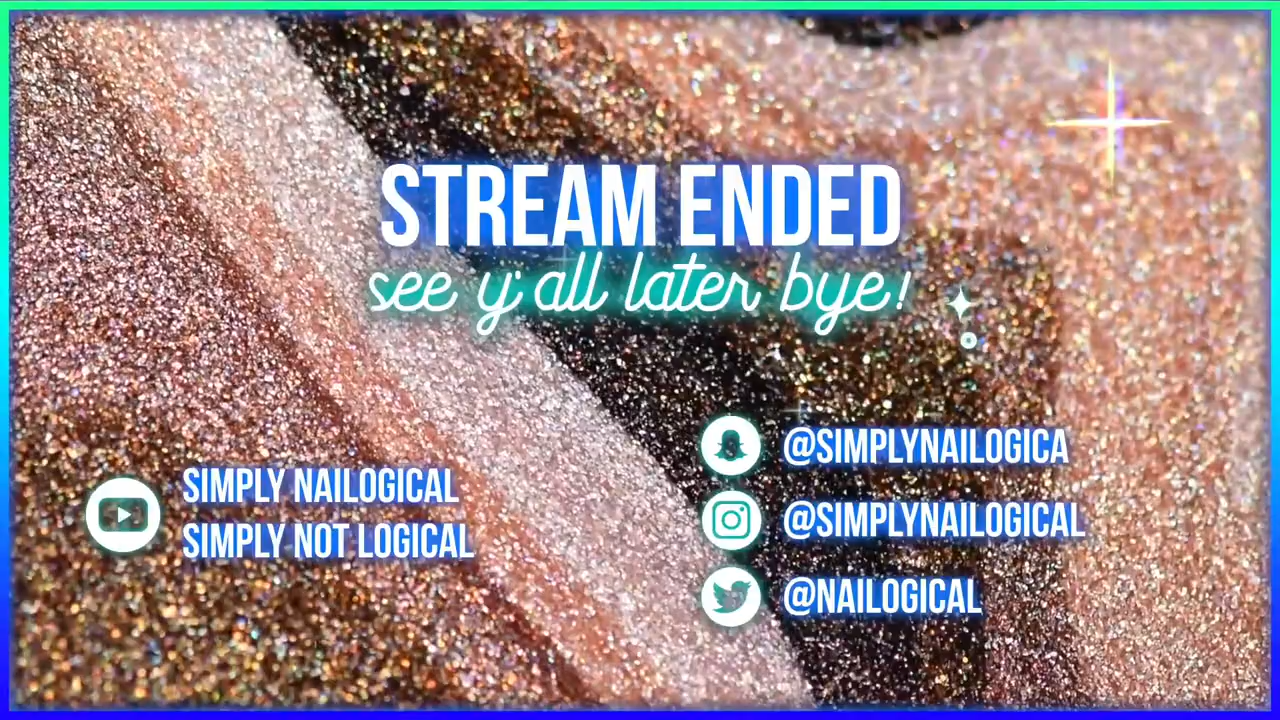 STREAM ENDED
see y'all later bye!
SIMPLY NAILOGICAL
SIMPLY NOT LOGICAL
@SIMPLYNAILOGICA
@SIMPLYNAILOGICAL
@NAILOGICAL